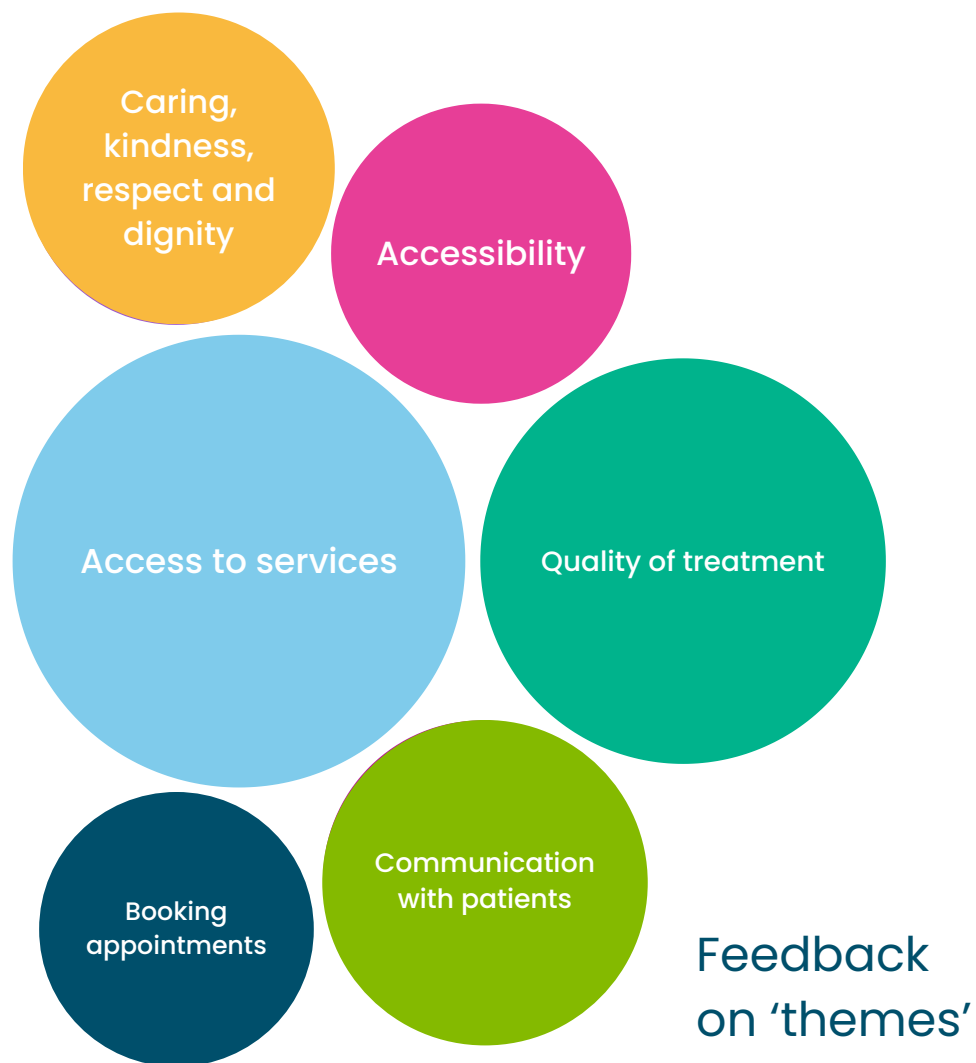 Caring,
kindness,
respect and
dignity
Accessibility
Access to services
Quality of treatment
Communication
with patients
Booking
appointments
Feedback
on ‘themes’